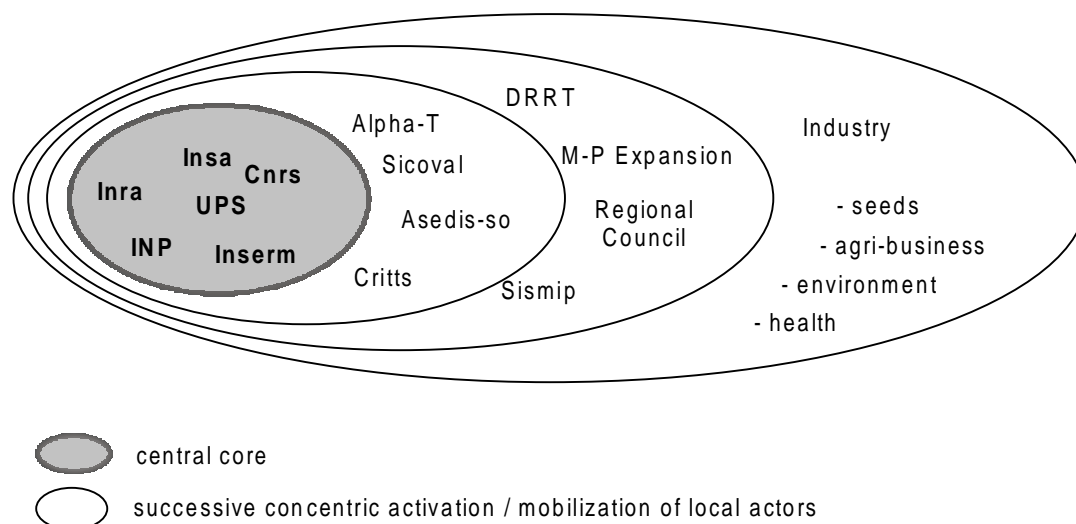 DRRT
Alpha-T
Industry
Insa
Cnrs
Sicoval
M-P Expansion
Inra
UPS
Asedis-so
Regional
Council
- seeds
INP
Inserm
- agri-business
Critts
Sismip
- environment
- health
central core
successive concentric activation / mobilization of local actors